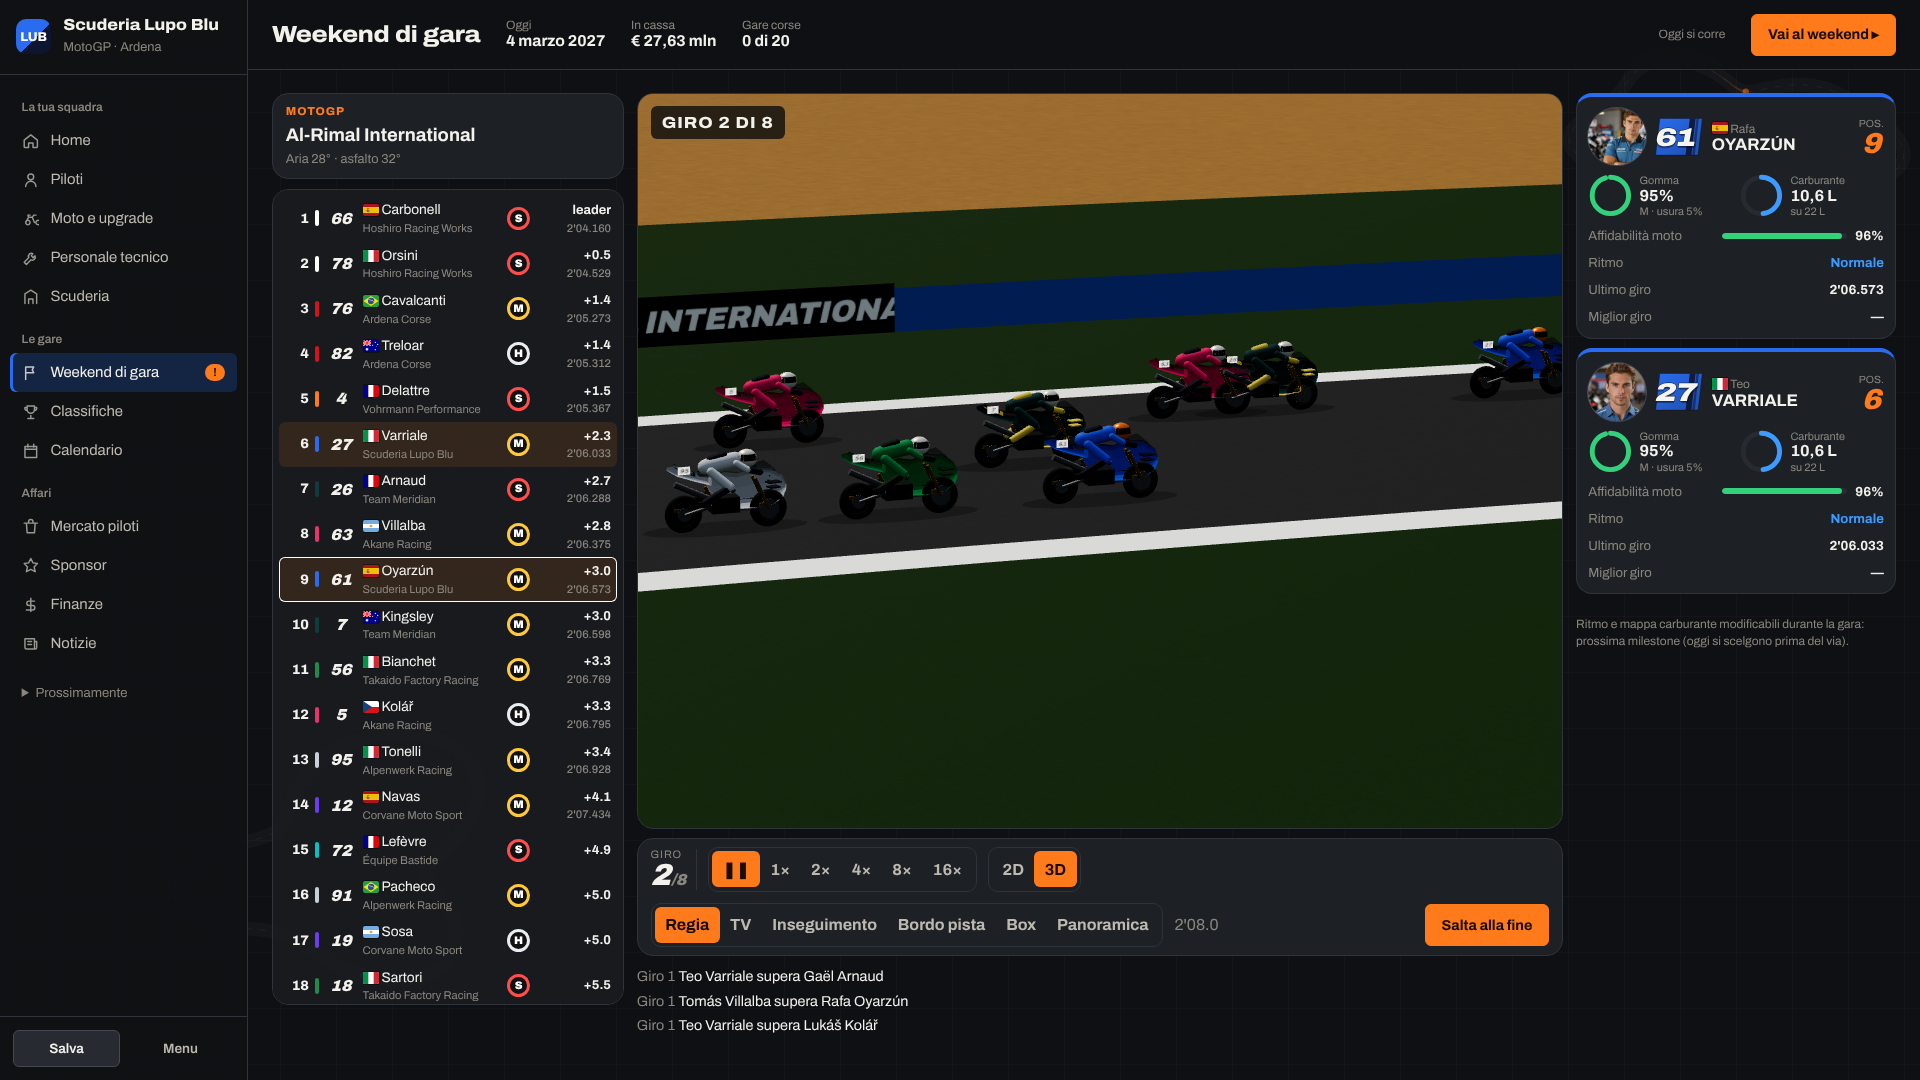 LUB
Scuderia Lupo Blu
MotoGP · Ardena
La tua squadra
Home
Piloti
Moto e upgrade
Personale tecnico
Scuderia
Le gare
Weekend di gara
!
Classifiche
Calendario
Affari
Mercato piloti
Sponsor
Finanze
Notizie
Prossimamente
Salva
Menu
Weekend di gara
Oggi
4 marzo 2027
In cassa
€ 27,63 mln
Gare corse
0 di 20
Oggi si corre
Vai al weekend
MOTOGP
Al-Rimal International
Aria 28° · asfalto 32°
1 66 Carbonell S leader
Hoshiro Racing Works 2'04.160
2 78 Orsini S +0.5
Hoshiro Racing Works 2'04.529
3 76 Cavalcanti M +1.4
Ardena Corse 2'05.273
4 82 Treloar H +1.4
Ardena Corse 2'05.312
5 4 Delattre S +1.5
Vohrmann Performance 2'05.367
6 27 Varriale M +2.3
Scuderia Lupo Blu 2'06.033
7 26 Arnaud S +2.7
Team Meridian 2'06.288
8 63 Villalba M +2.8
Akane Racing 2'06.375
9 61 Oyarzún M +3.0
Scuderia Lupo Blu 2'06.573
10 7 Kingsley M +3.0
Team Meridian 2'06.598
11 56 Bianchet M +3.3
Takaido Factory Racing 2'06.769
12 5 Kolář H +3.3
Akane Racing 2'06.795
13 95 Tonelli M +3.4
Alpenwerk Racing 2'06.928
14 12 Navas M +4.1
Corvane Moto Sport 2'07.434
15 72 Lefèvre S +4.9
Équipe Bastide
16 91 Pacheco M +5.0
Alpenwerk Racing
17 19 Sosa H +5.0
Corvane Moto Sport
18 18 Sartori S +5.5
Takaido Factory Racing
GIRO 2 DI 8
INTERNATIONA
GIRO
2/8
1× 2× 4× 8× 16× 2D 3D
Regia TV Inseguimento Bordo pista Box Panoramica 2'08.0
Salta alla fine
Giro 1 Teo Varriale supera Gaël Arnaud
Giro 1 Tomás Villalba supera Rafa Oyarzún
Giro 1 Teo Varriale supera Lukáš Kolář
61
Rafa
OYARZÚN
POS.
9
Gomma
95%
M · usura 5%
Carburante
10,6 L
su 22 L
Affidabilità moto 96%
Ritmo Normale
Ultimo giro 2'06.573
Miglior giro —
27
Teo
VARRIALE
POS.
6
Gomma
95%
M · usura 5%
Carburante
10,6 L
su 22 L
Affidabilità moto 96%
Ritmo Normale
Ultimo giro 2'06.033
Miglior giro —
Ritmo e mappa carburante modificabili durante la gara:
prossima milestone (oggi si scelgono prima del via).